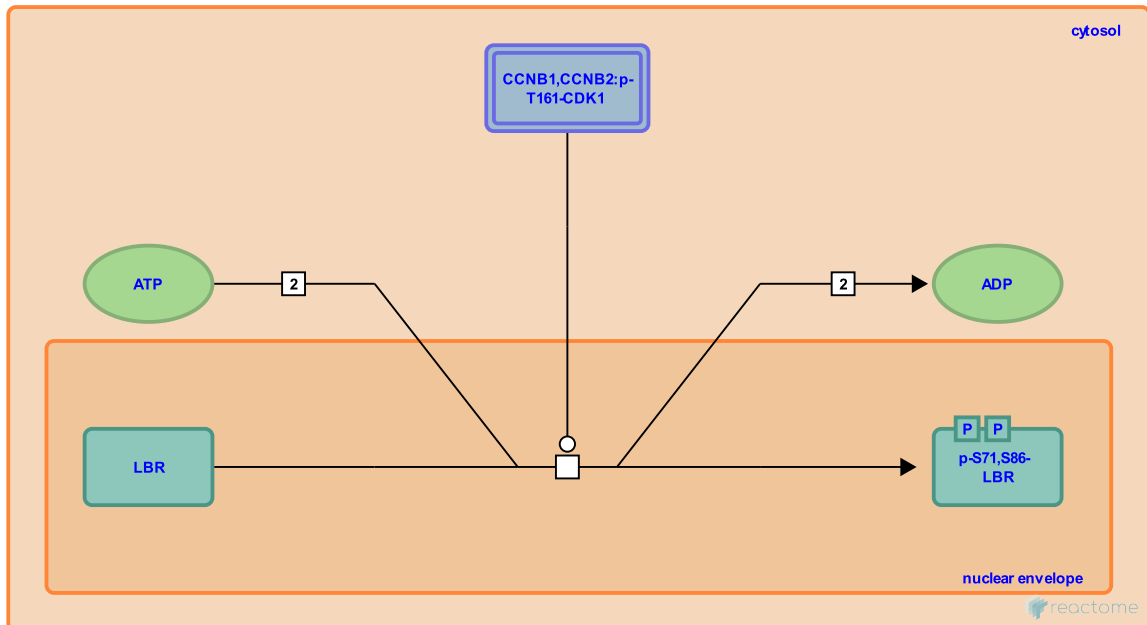 cytosol
CCNB1,CCNB2:p-
T161-CDK1
ATP
2
2
ADP
LBR
P P
p-S71,S86-
LBR
nuclear envelope
reactome